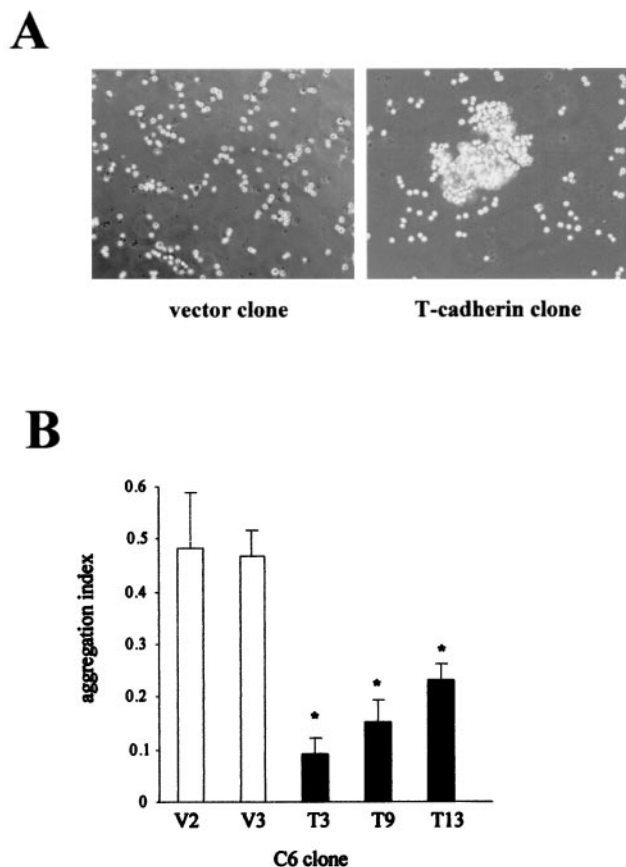 A
vector clone T-cadherin clone
B
0.6
0.5
0.4
0.3
0.2
0.1
0
aggregation index
* * *
V2 V3 T3 T9 T13
C6 clone